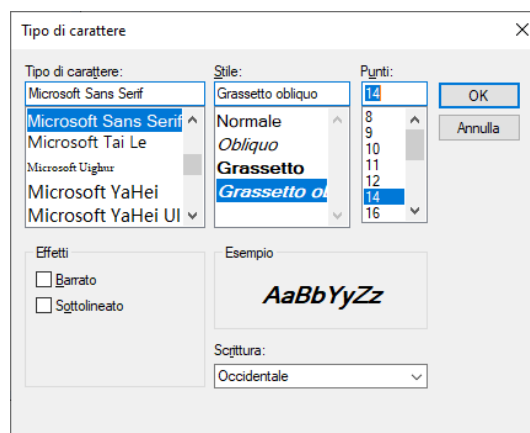 Tipo di carattere
Tipo di carattere:
Microsoft Sans Serif
Microsoft Sans Serif
Microsoft Tai Le
Microsoft Uighur
Microsoft YaHei
Microsoft YaHei UI
Stile:
Grassetto obliquo
Normale
Obliquo
Grassetto
Grassetto ob
Punti:
14
8
9
10
11
12
14
16
OK
Annulla
Effetti
Barrato
Sottolineato
Esempio
AaBbYyZz
Scrittura:
Occidentale